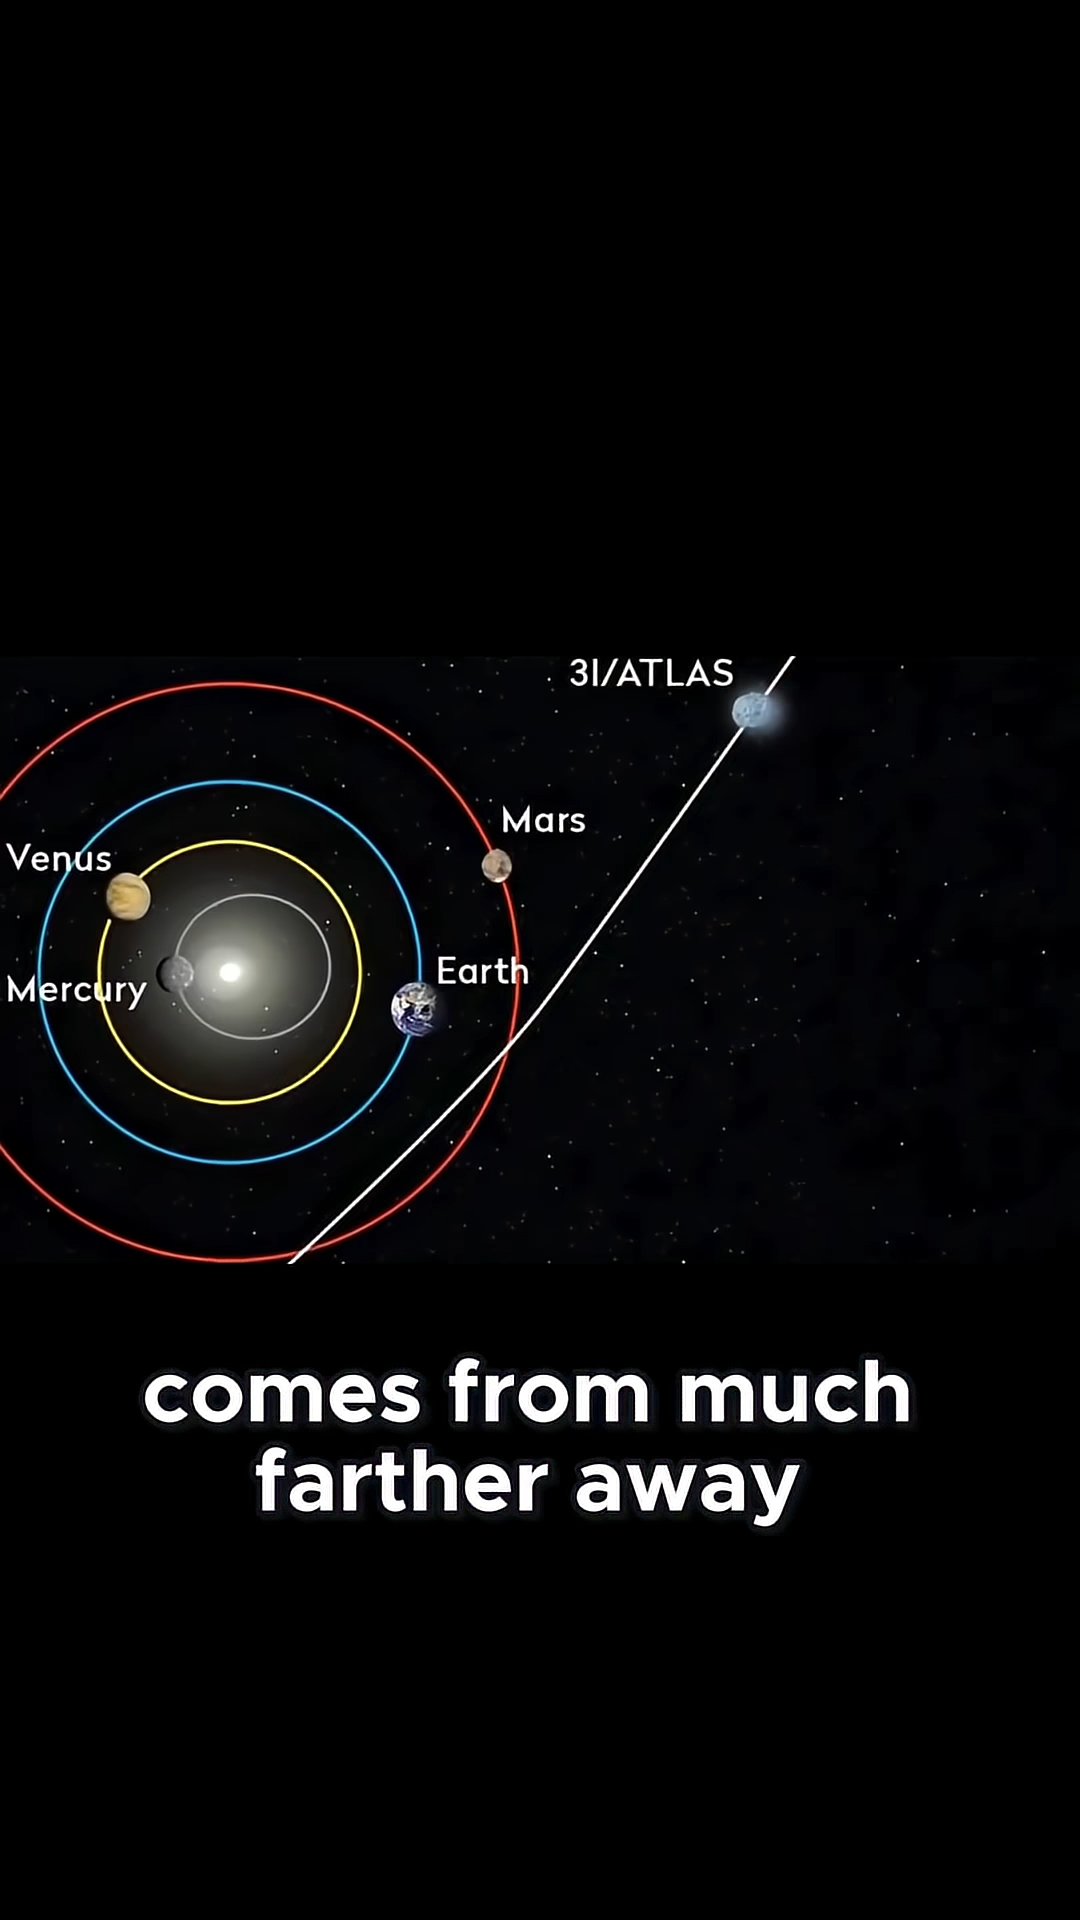 3I/ATLAS
Mars
Venus
Earth
Mercury
comes from much
farther away